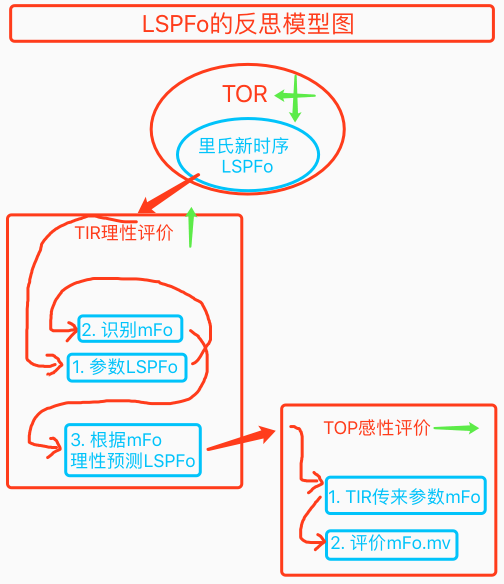 LSPFo的反思模型图
TOR
里氏新时序
LSPFo
TIR理性评价
2. 识别mFo
1. 参数LSPFo
3. 根据mFo
理性预测LSPFo
TOP感性评价
1. TIR传来参数mFo
2. 评价mFo.mv